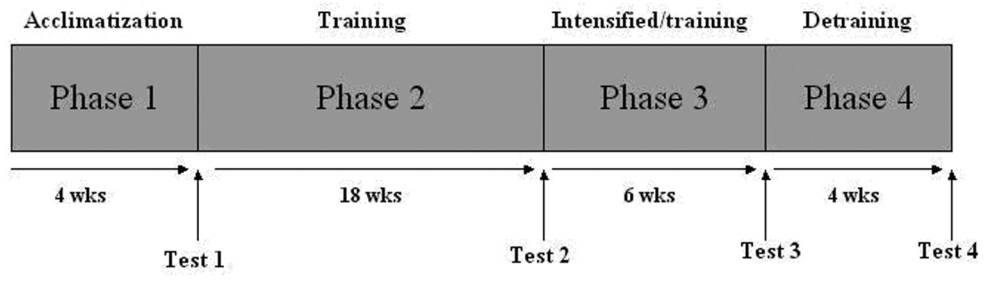 Acclimatization Training Intensified/training Detraining
Phase 1 Phase 2 Phase 3 Phase 4
4 wks 18 wks 6 wks 4 wks
Test 1 Test 2 Test 3 Test 4